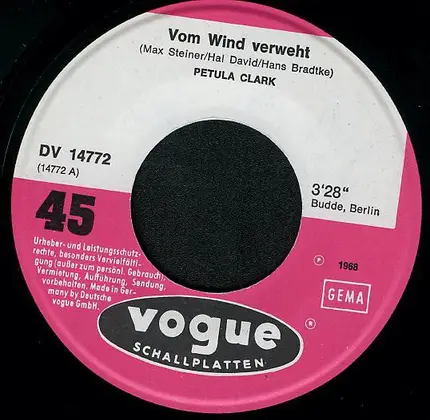 Vom Wind verweht
(Max Steiner/Hal David/Hans Bradtke)
PETULA CLARK
DV 14772
(14772 A)
45
3'28"
Budde, Berlin
Urheber- und Leistungsschutz-
rechte, besonders Vervielfälti-
gung (außer zum persönl. Gebrauch),
Vermietung, Aufführung, Sendung,
vorbehalten. Made in Ger-
many by Deutsche
vogue GmbH.
℗ 1968
GEMA
vogue
SCHALLPLATTEN
®